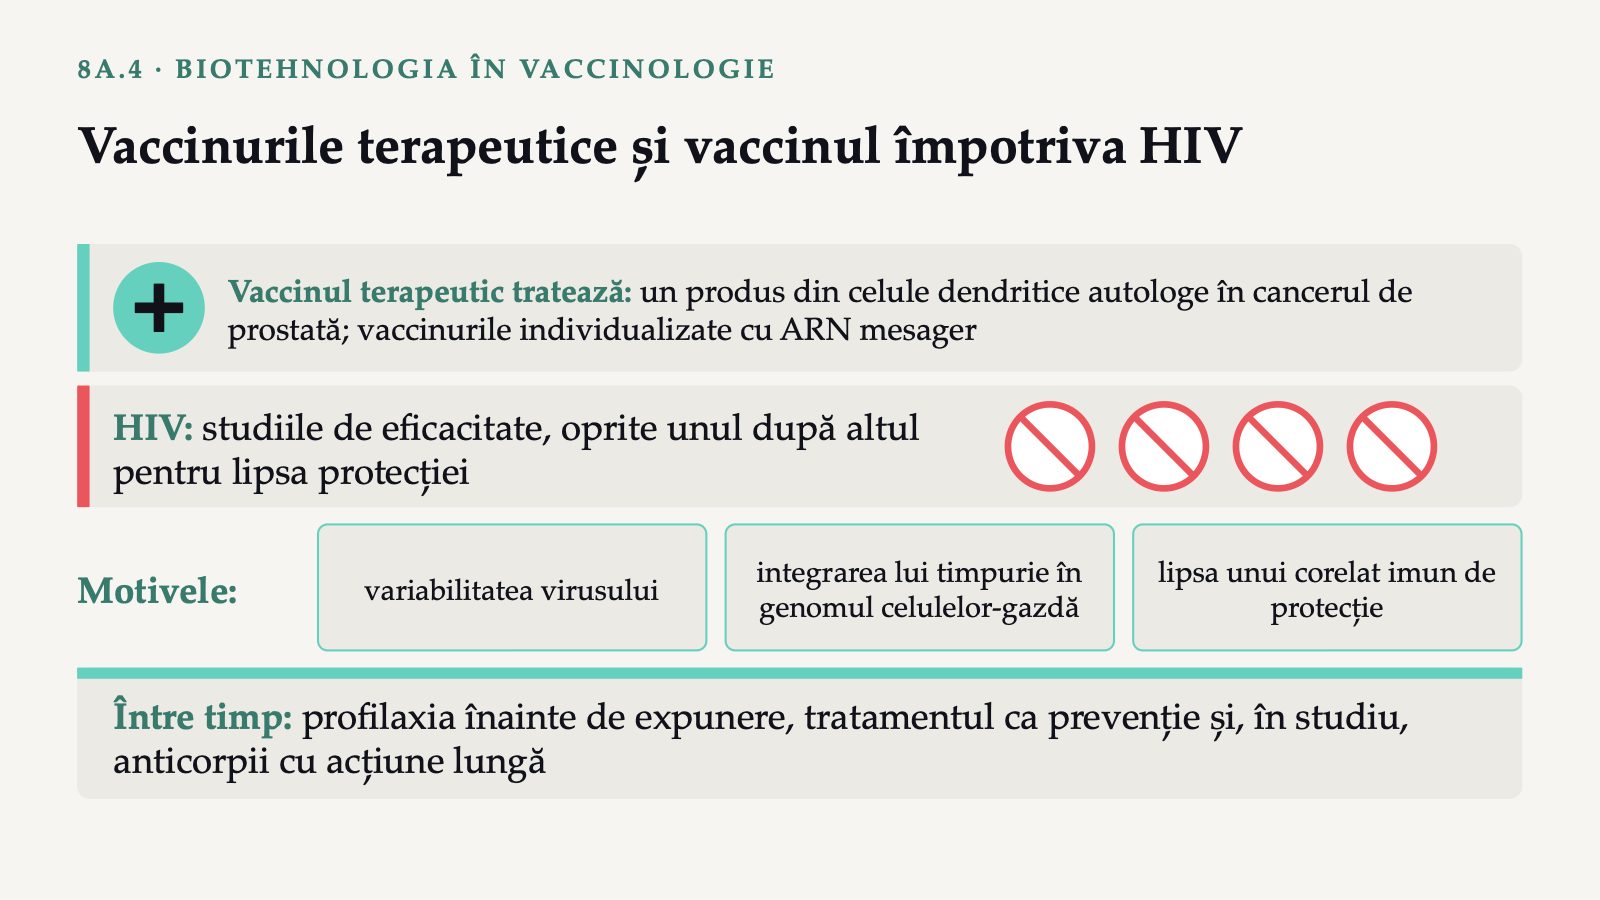 8A.4 · BIOTEHNOLOGIA ÎN VACCINOLOGIE
Vaccinurile terapeutice și vaccinul împotriva HIV
Vaccinul terapeutic tratează: un produs din celule dendritice autologe în cancerul de
prostată; vaccinurile individualizate cu ARN mesager
HIV: studiile de eficacitate, oprite unul după altul
pentru lipsa protecției
Motivele:
variabilitatea virusului
integrarea lui timpurie în
genomul celulelor-gazdă
lipsa unui corelat imun de
protecție
Între timp: profilaxia înainte de expunere, tratamentul ca prevenție și, în studiu,
anticorpii cu acțiune lungă